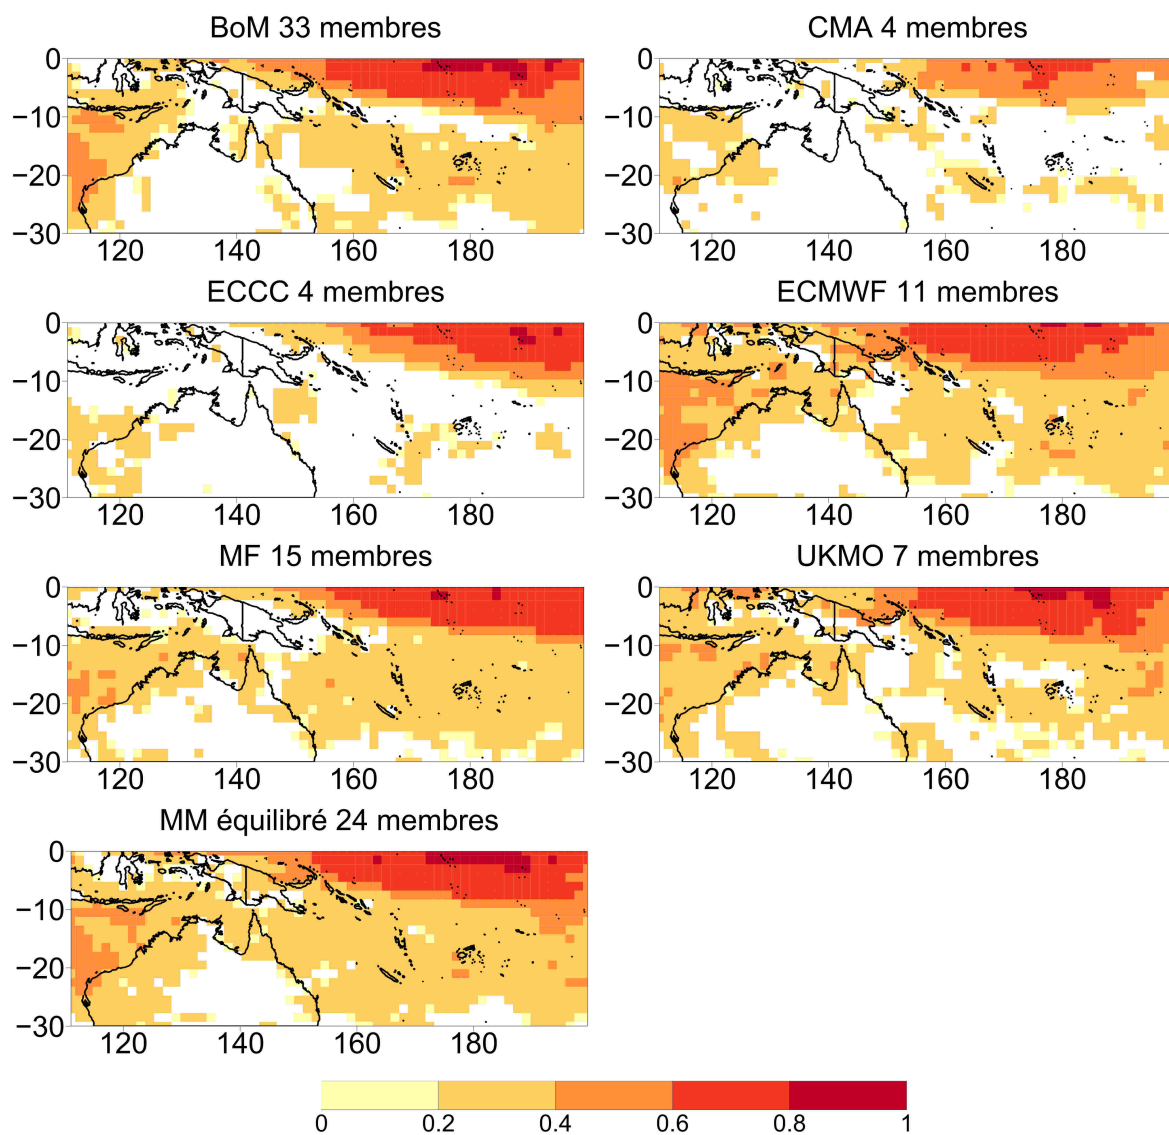 BoM 33 membres
CMA 4 membres
0
−10
−20
−30
120 140 160 180
0
−10
−20
−30
120 140 160 180
ECCC 4 membres
ECMWF 11 membres
0
−10
−20
−30
120 140 160 180
0
−10
−20
−30
120 140 160 180
MF 15 membres
UKMO 7 membres
0
−10
−20
−30
120 140 160 180
0
−10
−20
−30
120 140 160 180
MM équilibré 24 membres
0
−10
−20
−30
120 140 160 180
0 0.2 0.4 0.6 0.8 1